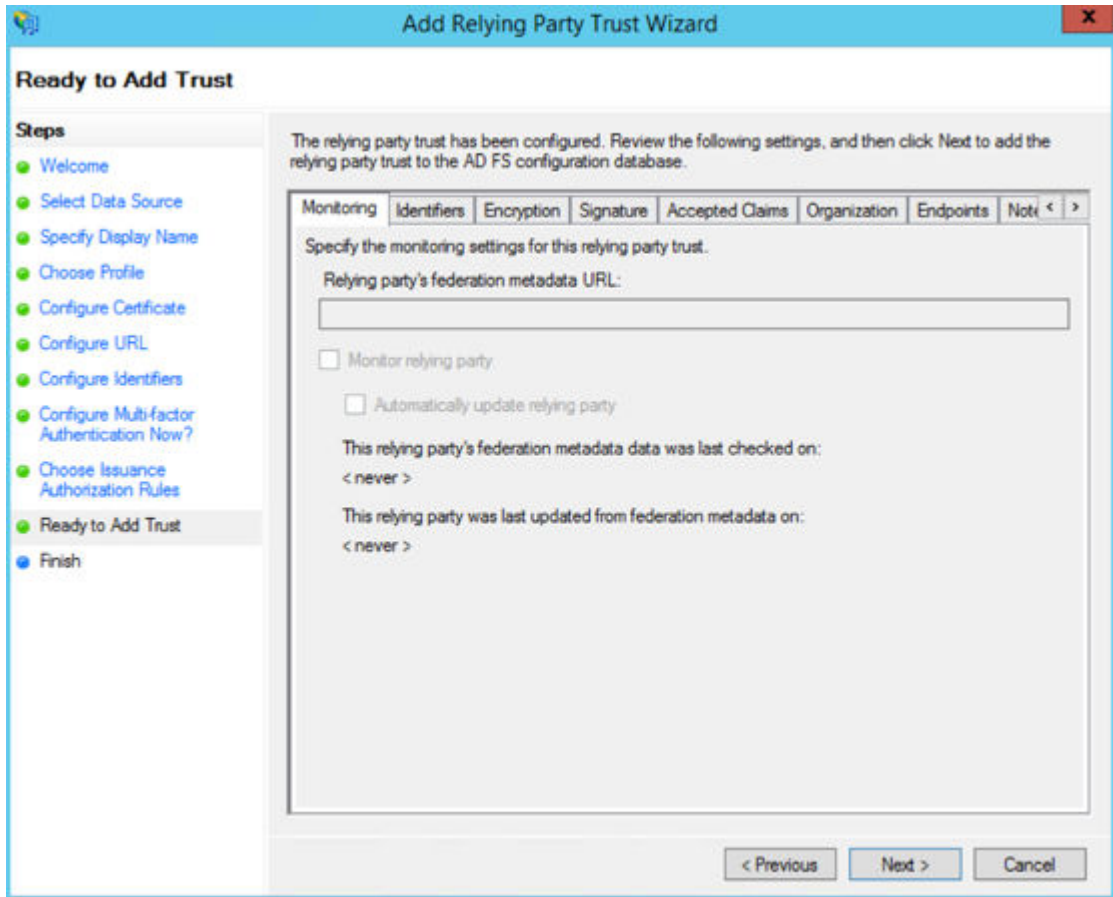 Add Relying Party Trust Wizard
x
Ready to Add Trust
Steps
Welcome
Select Data Source
Specify Display Name
Choose Profile
Configure Certificate
Configure URL
Configure Identifiers
Configure Multi-factor
Authentication Now?
Choose Issuance
Authorization Rules
Ready to Add Trust
Finish
The relying party trust has been configured. Review the following settings, and then click Next to add the
relying party trust to the AD FS configuration database.
Monitoring Identifiers Encryption Signature Accepted Claims Organization Endpoints Note < >
Specify the monitoring settings for this relying party trust.
Relying party's federation metadata URL:
Monitor relying party
Automatically update relying party
This relying party's federation metadata data was last checked on:
< never >
This relying party was last updated from federation metadata on:
< never >
< Previous Next > Cancel